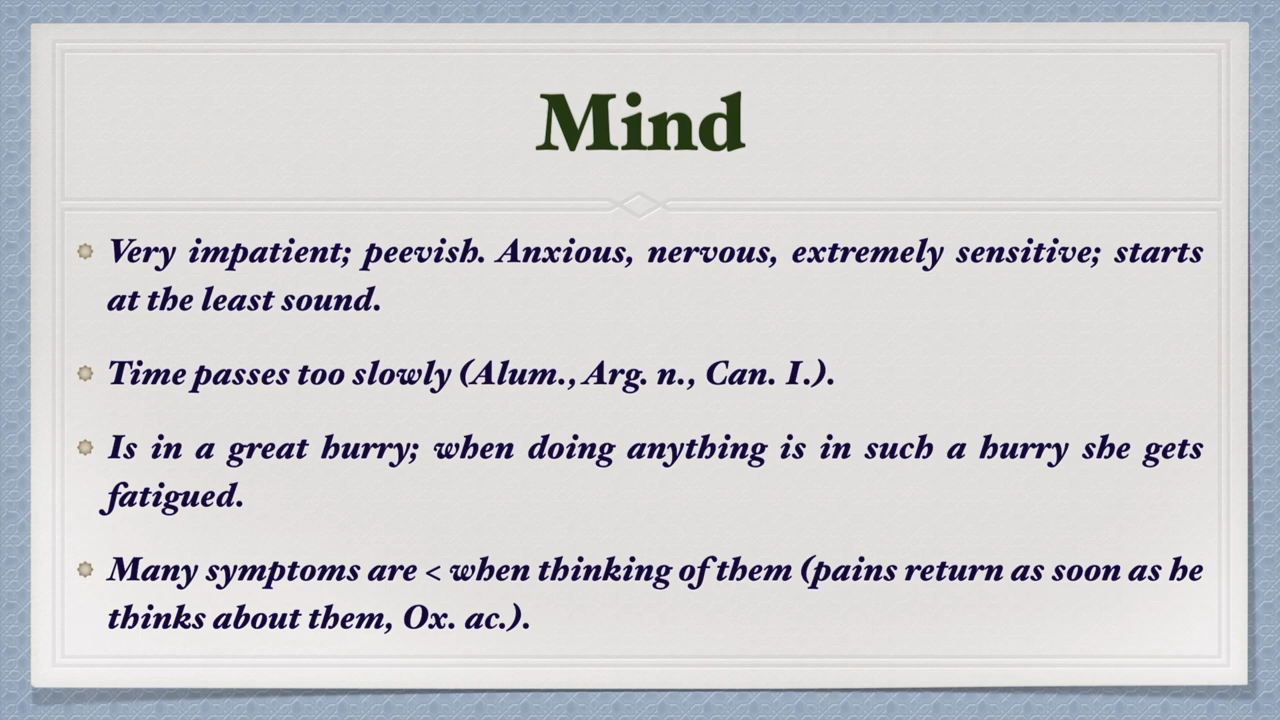 Mind
Very impatient; peevish. Anxious, nervous, extremely sensitive; starts
at the least sound.
Time passes too slowly (Alum., Arg. n., Can. I.).
Is in a great hurry; when doing anything is in such a hurry she gets
fatigued.
Many symptoms are < when thinking of them (pains return as soon as he
thinks about them, Ox. ac.).